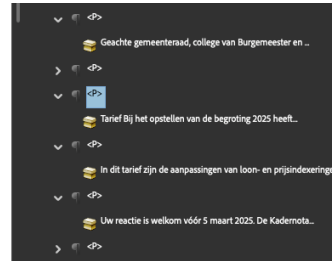 <P>
Geachte gemeenteraad, college van Burgemeester en ..
<P>
<P>
Tarief Bij het opstellen van de begroting 2025 heeft...
<P>
In dit tarief zijn de aanpassingen van loon- en prijsindexeringe
<P>
Uw reactie is welkom vóór 5 maart 2025. De Kadernota...
<P>